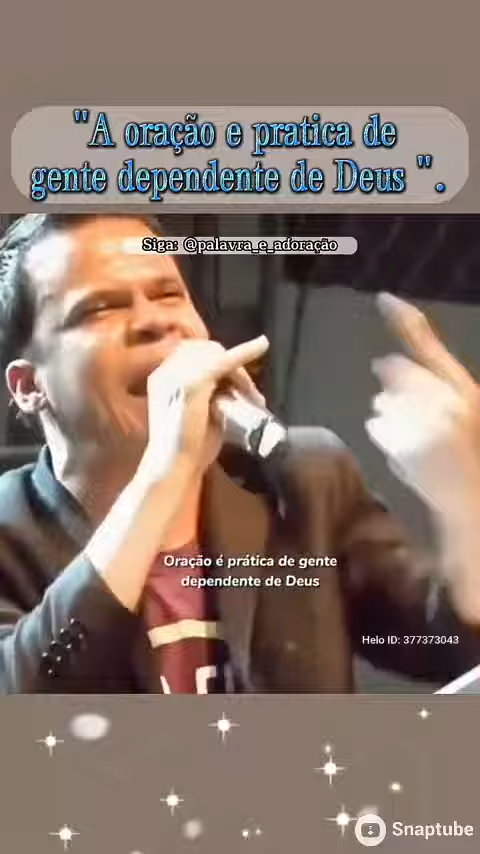 "A oração e pratica de
gente dependente de Deus ".
Siga: @palavra_e_adoração
Oração é prática de gente
dependente de Deus
Helo ID: 377373043
Snaptube